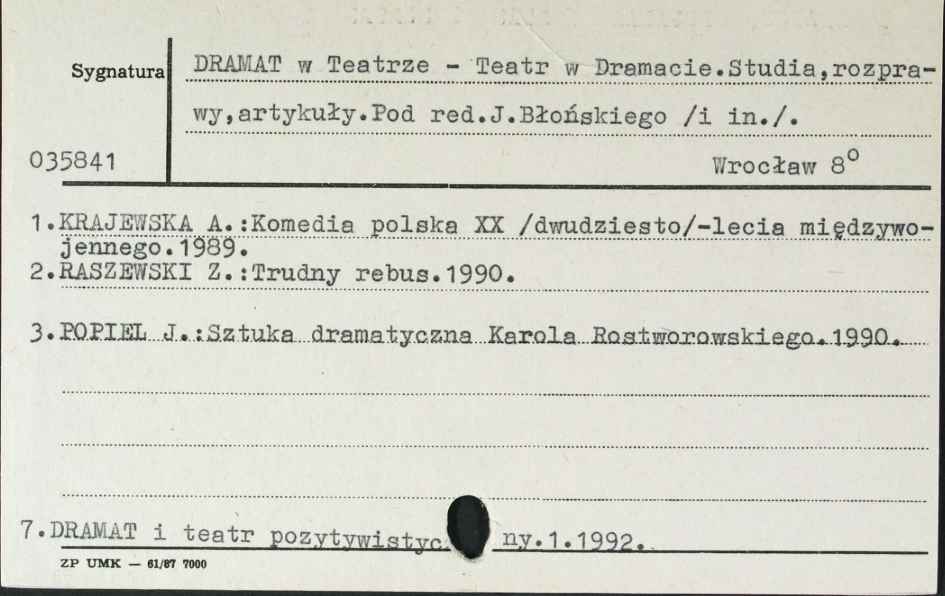 Sygnatura
DRAMAT w Teatrze - Teatr w Dramacie.Studia,rozpra-
wy,artykuły.Pod red.J.Błońskiego /i in./.
035841
Wrocław 8º
1.KRAJEWSKA A.:Komedia polska XX /dwudziesto/-lecia międzywo-
jennego.1989.
2.RASZEWSKI Z.:Trudny rebus.1990.
3.POPIEL J.:Sztuka dramatyczna Karola Rostworowskiego.1990.
7.DRAMAT i teatr pozytywistyc ny.1.1992.
ZP UMK — 61/87 7000